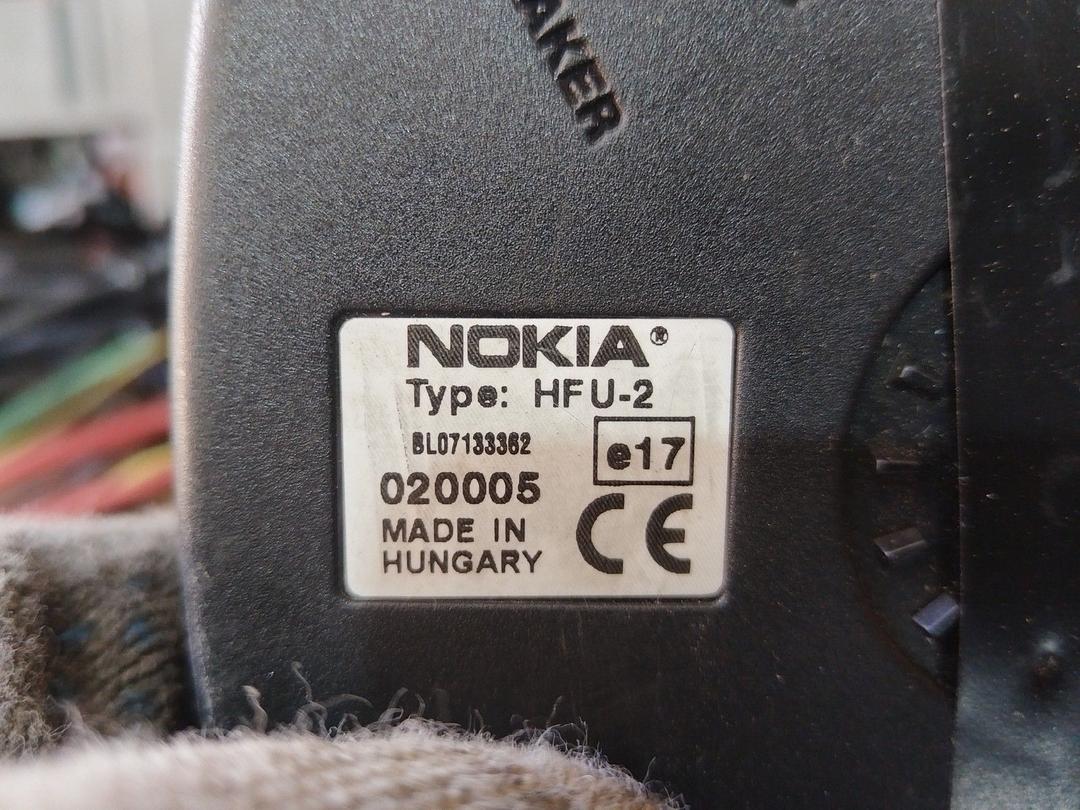 AKER
NOKIA®
Type: HFU-2
BL07133362
e17
020005
MADE IN
HUNGARY
CE